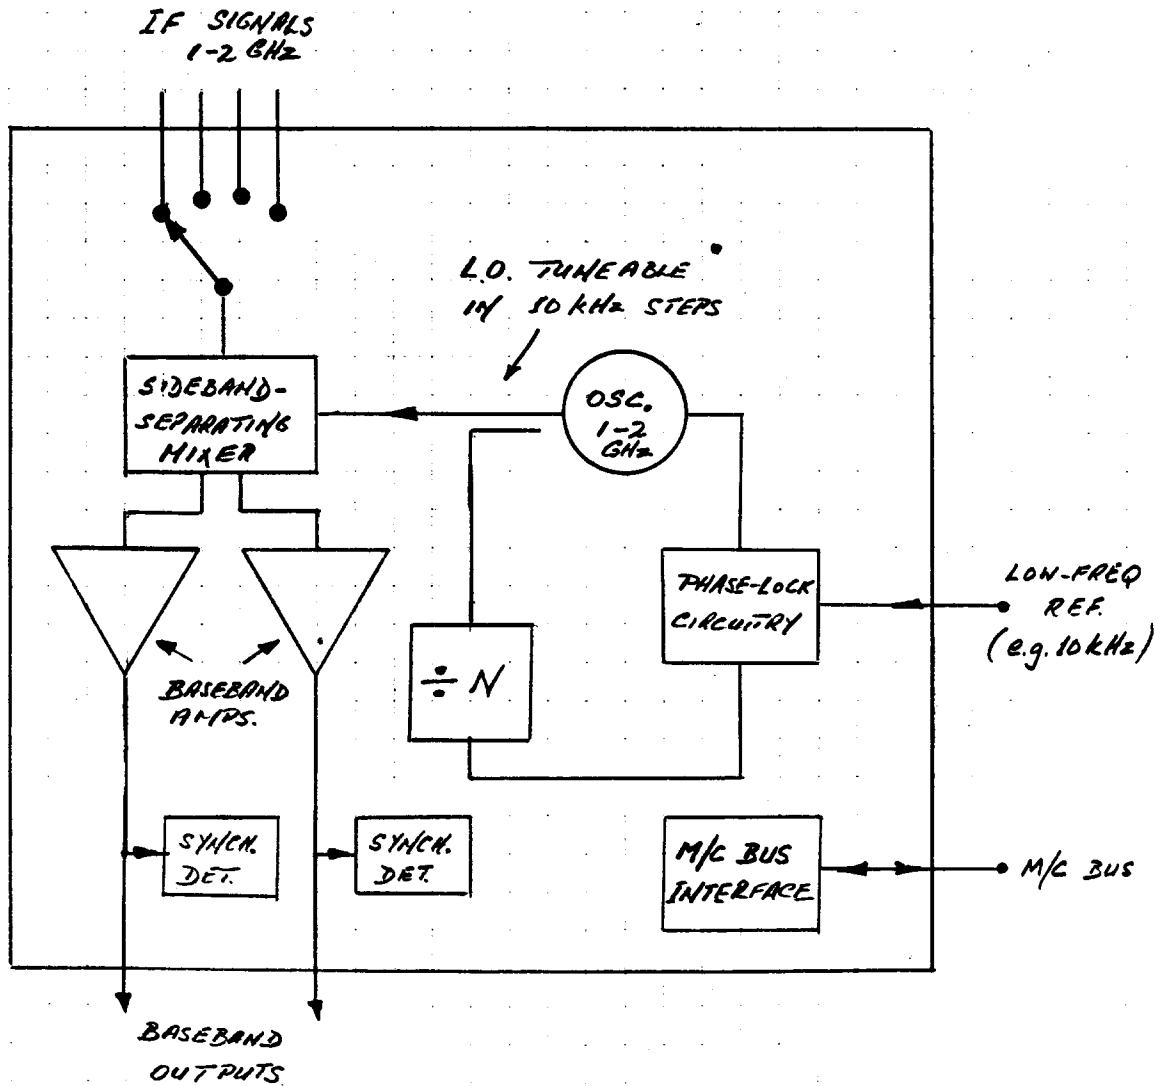 IF SIGNALS
1-2 GHz
L.O. TUNEABLE
IN 10 kHz STEPS
SIDEBAND-
SEPARATING
MIXER
OSC.
1-2
GHz
PHASE-LOCK
CIRCUITRY
LOW-FREQ
REF.
(e.g. 10 kHz)
÷ N
BASEBAND
AMPS.
SYNCH.
DET.
SYNCH.
DET.
M/C BUS
INTERFACE
M/C BUS
BASEBAND
OUTPUTS